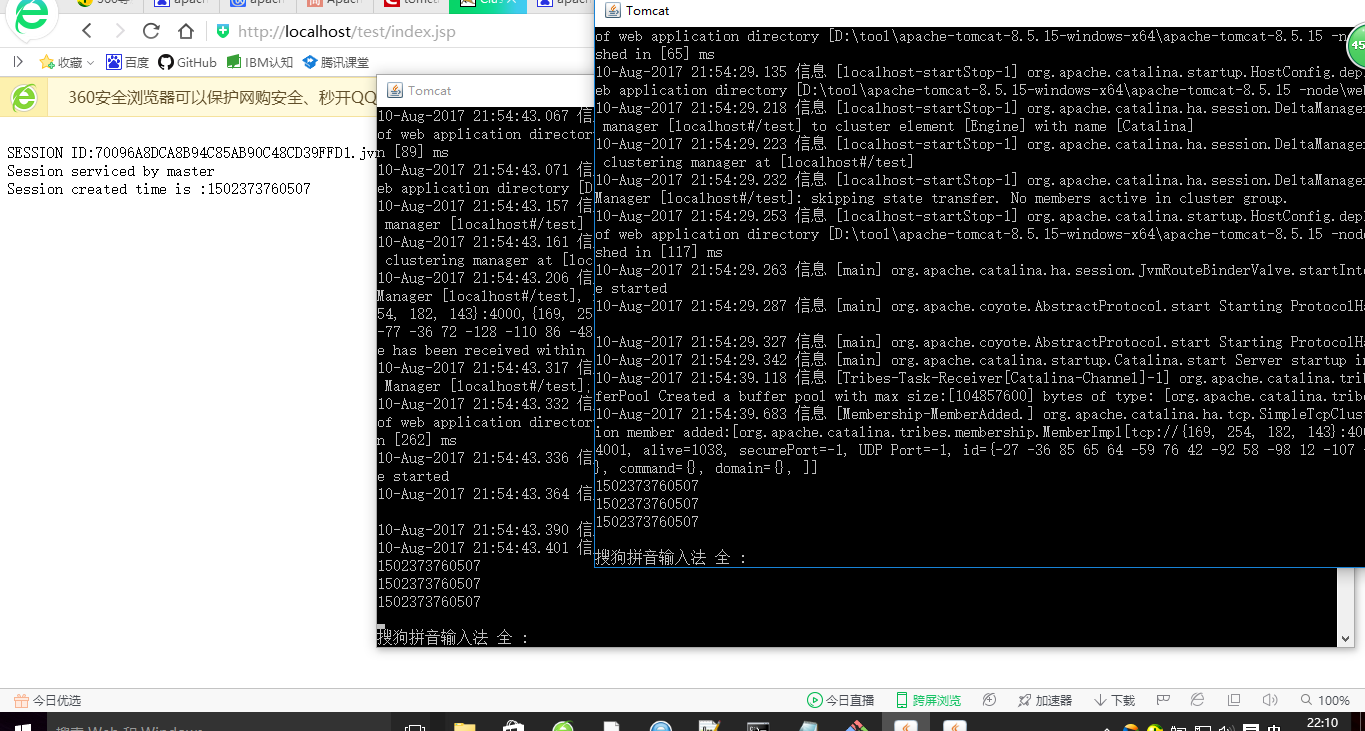 apach
Apach
tomca
Clus
apach
http://localhost/test/index.jsp
收藏
百度
GitHub
IBM认知
腾讯课堂
360安全浏览器可以保护网购安全、秒开QQ
SESSION ID:70096A8DCA8B94C85AB90C48CD39FFD1.jvm
Session serviced by master
Session created time is :1502373760507
Tomcat
10-Aug-2017 21:54:43.067 信
of web application director
n [89] ms
10-Aug-2017 21:54:43.071 信
eb application directory [D
10-Aug-2017 21:54:43.157 信
manager [localhost#/test]
10-Aug-2017 21:54:43.161 信
clustering manager at [loc
10-Aug-2017 21:54:43.206 信
Manager [localhost#/test],
54, 182, 143}:4000,{169, 25
-77 -36 72 -128 -110 86 -48
e has been received within
10-Aug-2017 21:54:43.317 信
Manager [localhost#/test],
10-Aug-2017 21:54:43.332 信
of web application director
n [262] ms
10-Aug-2017 21:54:43.336 信
e started
10-Aug-2017 21:54:43.364 信
10-Aug-2017 21:54:43.390 信
10-Aug-2017 21:54:43.401 信
1502373760507
1502373760507
1502373760507
搜狗拼音输入法 全 :
Tomcat
of web application directory [D:\tool\apache-tomcat-8.5.15-windows-x64\apache-tomcat-8.5.15 -n
shed in [65] ms
10-Aug-2017 21:54:29.135 信息 [localhost-startStop-1] org.apache.catalina.startup.HostConfig.dep
eb application directory [D:\tool\apache-tomcat-8.5.15-windows-x64\apache-tomcat-8.5.15 -node\we
10-Aug-2017 21:54:29.218 信息 [localhost-startStop-1] org.apache.catalina.ha.session.DeltaManage
manager [localhost#/test] to cluster element [Engine] with name [Catalina]
10-Aug-2017 21:54:29.223 信息 [localhost-startStop-1] org.apache.catalina.ha.session.DeltaManage
clustering manager at [localhost#/test]
10-Aug-2017 21:54:29.232 信息 [localhost-startStop-1] org.apache.catalina.ha.session.DeltaManage
Manager [localhost#/test]: skipping state transfer. No members active in cluster group.
10-Aug-2017 21:54:29.253 信息 [localhost-startStop-1] org.apache.catalina.startup.HostConfig.dep
of web application directory [D:\tool\apache-tomcat-8.5.15-windows-x64\apache-tomcat-8.5.15 -node
shed in [117] ms
10-Aug-2017 21:54:29.263 信息 [main] org.apache.catalina.ha.session.JvmRouteBinderValve.startInte
e started
10-Aug-2017 21:54:29.287 信息 [main] org.apache.coyote.AbstractProtocol.start Starting ProtocolHa
10-Aug-2017 21:54:29.327 信息 [main] org.apache.coyote.AbstractProtocol.start Starting ProtocolHa
10-Aug-2017 21:54:29.342 信息 [main] org.apache.catalina.startup.Catalina.start Server startup in
10-Aug-2017 21:54:39.118 信息 [Tribes-Task-Receiver[Catalina-Channel]-1] org.apache.catalina.trib
ferPool Created a buffer pool with max size:[104857600] bytes of type: [org.apache.catalina.tribe
10-Aug-2017 21:54:39.683 信息 [Membership-MemberAdded.] org.apache.catalina.ha.tcp.SimpleTcpClus
ion member added:[org.apache.catalina.tribes.membership.MemberImpl[tcp://{169, 254, 182, 143}:400
4001, alive=1038, securePort=-1, UDP Port=-1, id={-27 -36 85 65 64 -59 76 42 -92 58 -98 12 -107
}, command={}, domain={}, ]]
1502373760507
1502373760507
1502373760507
搜狗拼音输入法 全 :
45
今日优选
今日直播
跨屏浏览
加速器
下载
100%
搜索 Web 和 Windows
中
22:10